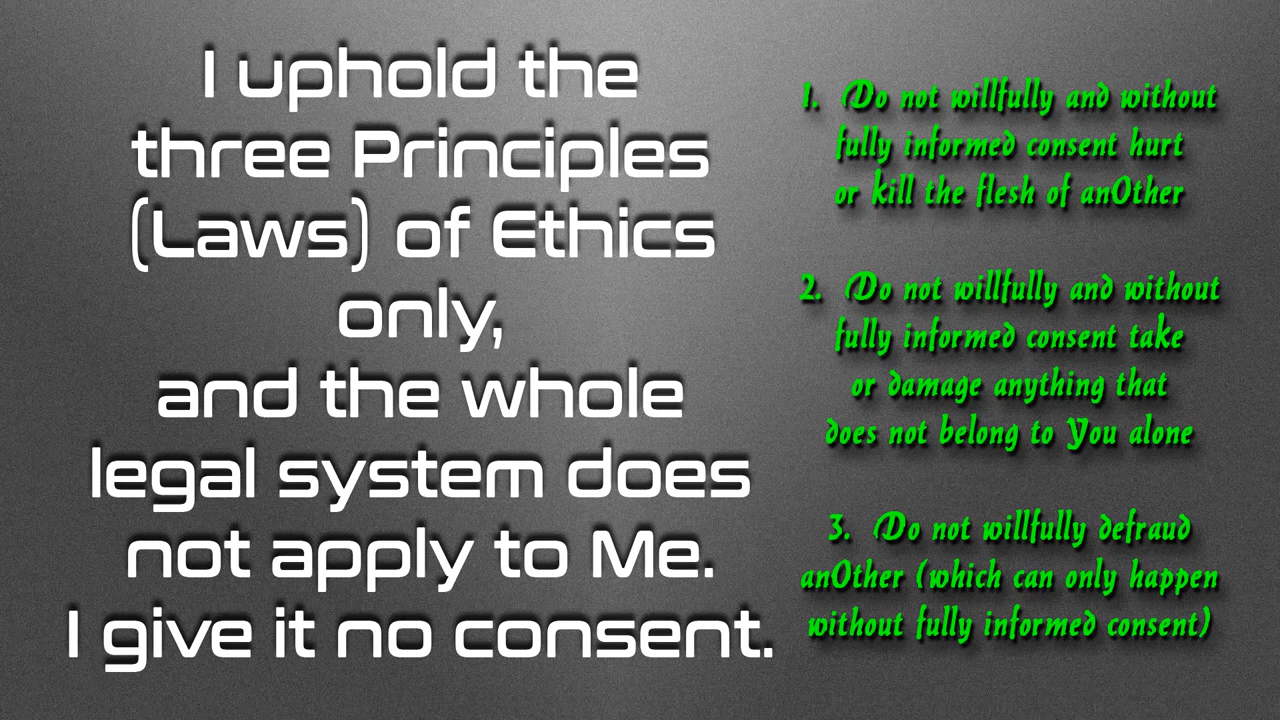 I uphold the
three Principles
(Laws) of Ethics
only,
and the whole
legal system does
not apply to Me.
I give it no consent.
1. Do not willfully and without
fully informed consent hurt
or kill the flesh of anOther
2. Do not willfully and without
fully informed consent take
or damage anything that
does not belong to You alone
3. Do not willfully defraud
anOther (which can only happen
without fully informed consent)